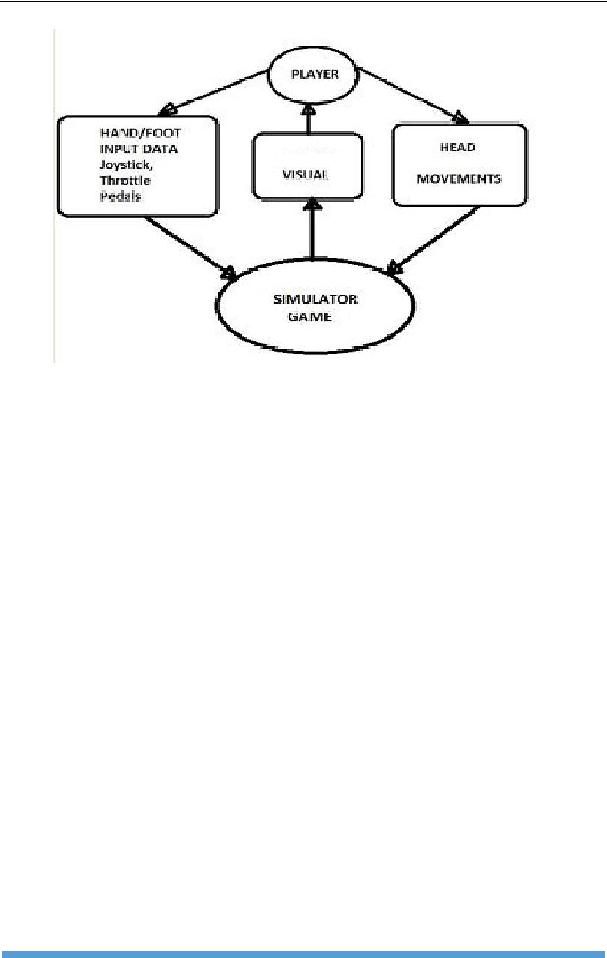 PLAYER
HAND/FOOT
INPUT DATA
Joystick,
Throttle
Pedals
VISUAL
HEAD
MOVEMENTS
SIMULATOR
GAME